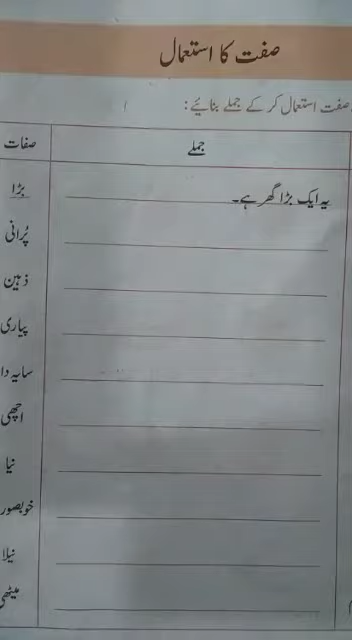 صفت کا استعمال
صفت استعمال کر کے جملے بنائیے:
صفات
جملے
بڑا
یہ ایک بڑا گھر ہے۔
پُرانی
ذہین
پیاری
سایہ دا
اچھی
نیا
خوبصور
نیلا
میٹھی